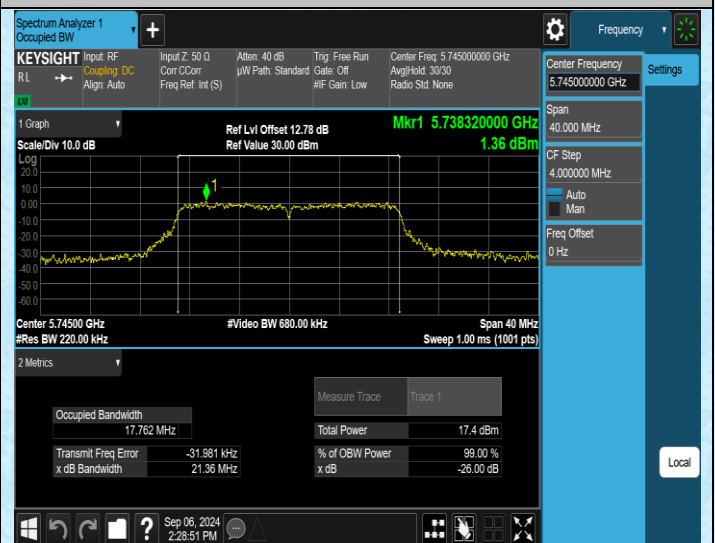 Spectrum Analyzer 1
Occupied BW
Frequency
KEYSIGHT
RL
Input: RF
Coupling: DC
Align: Auto
Input Z: 50 Ω
Corr CCorr
Freq Ref: Int (S)
Atten: 40 dB
µW Path: Standard
Trig: Free Run
Gate: Off
#IF Gain: Low
Center Freq: 5.745000000 GHz
Avg|Hold: 30/30
Radio Std: None
LM
Center Frequency
5.745000000 GHz
Settings
Span
40.000 MHz
CF Step
4.000000 MHz
Auto
Man
Freq Offset
0 Hz
1 Graph
Scale/Div 10.0 dB
Ref Lvl Offset 12.78 dB
Ref Value 30.00 dBm
Mkr1 5.738320000 GHz
1.36 dBm
Log
20.0
10.0
0.00
-10.0
-20.0
-30.0
-40.0
-50.0
-60.0
1
Center 5.74500 GHz
#Res BW 220.00 kHz
#Video BW 680.00 kHz
Span 40 MHz
Sweep 1.00 ms (1001 pts)
2 Metrics
Measure Trace
Trace 1
Occupied Bandwidth
17.762 MHz
Total Power
17.4 dBm
Transmit Freq Error
-31.981 kHz
% of OBW Power
99.00 %
x dB Bandwidth
21.36 MHz
x dB
-26.00 dB
Local
?
Sep 06, 2024
2:28:51 PM